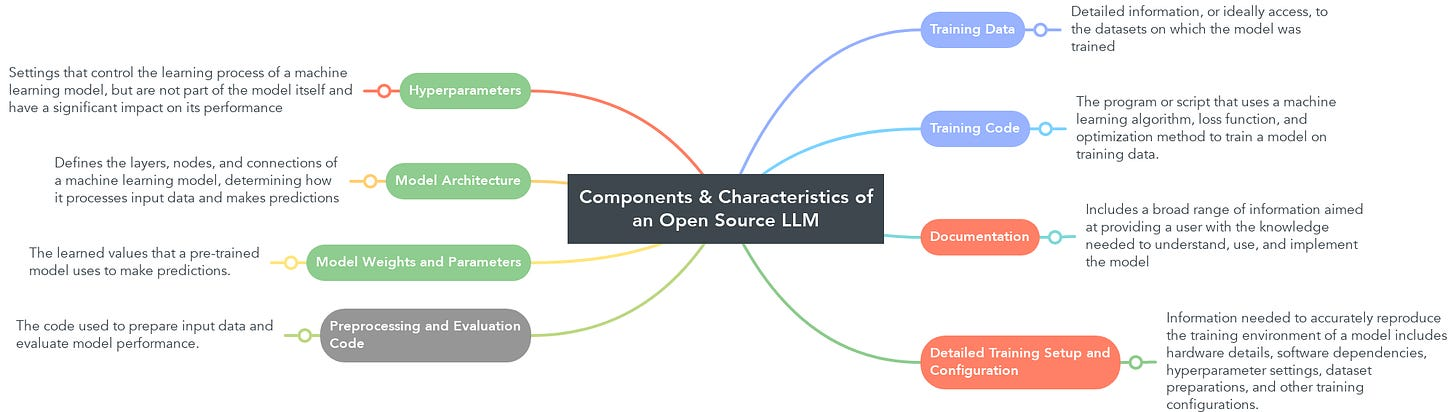 Components & Characteristics of
an Open Source LLM
Hyperparameters
Settings that control the learning process of a machine
learning model, but are not part of the model itself and
have a significant impact on its performance
Model Architecture
Defines the layers, nodes, and connections of
a machine learning model, determining how
it processes input data and makes predictions
Model Weights and Parameters
The learned values that a pre-trained
model uses to make predictions.
Preprocessing and Evaluation
Code
The code used to prepare input data and
evaluate model performance.
Training Data
Detailed information, or ideally access, to
the datasets on which the model was
trained
Training Code
The program or script that uses a machine
learning algorithm, loss function, and
optimization method to train a model on
training data.
Documentation
Includes a broad range of information aimed
at providing a user with the knowledge
needed to understand, use, and implement
the model
Detailed Training Setup and
Configuration
Information needed to accurately reproduce
the training environment of a model includes
hardware details, software dependencies,
hyperparameter settings, dataset
preparations, and other training
configurations.